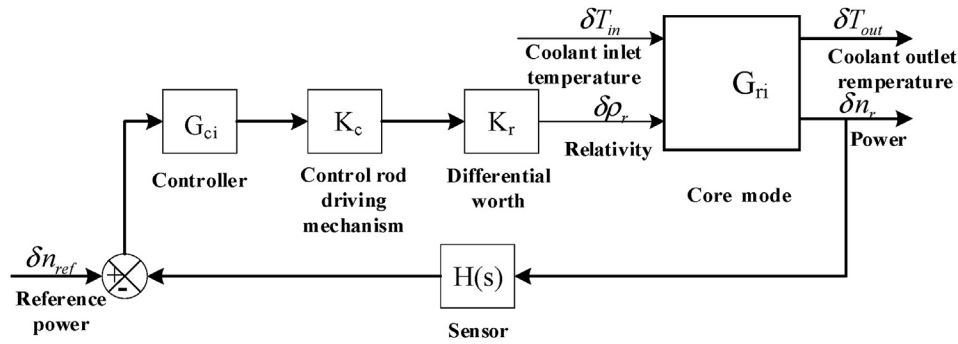 δT_in
Coolant inlet
temperature
δρ_r
Relativity
G_ri
Core mode
δT_out
Coolant outlet
remperature
δn_r
Power
G_ci
Controller
K_c
Control rod
driving
mechanism
K_r
Differential
worth
δn_ref
Reference
power
+
-
H(s)
Sensor